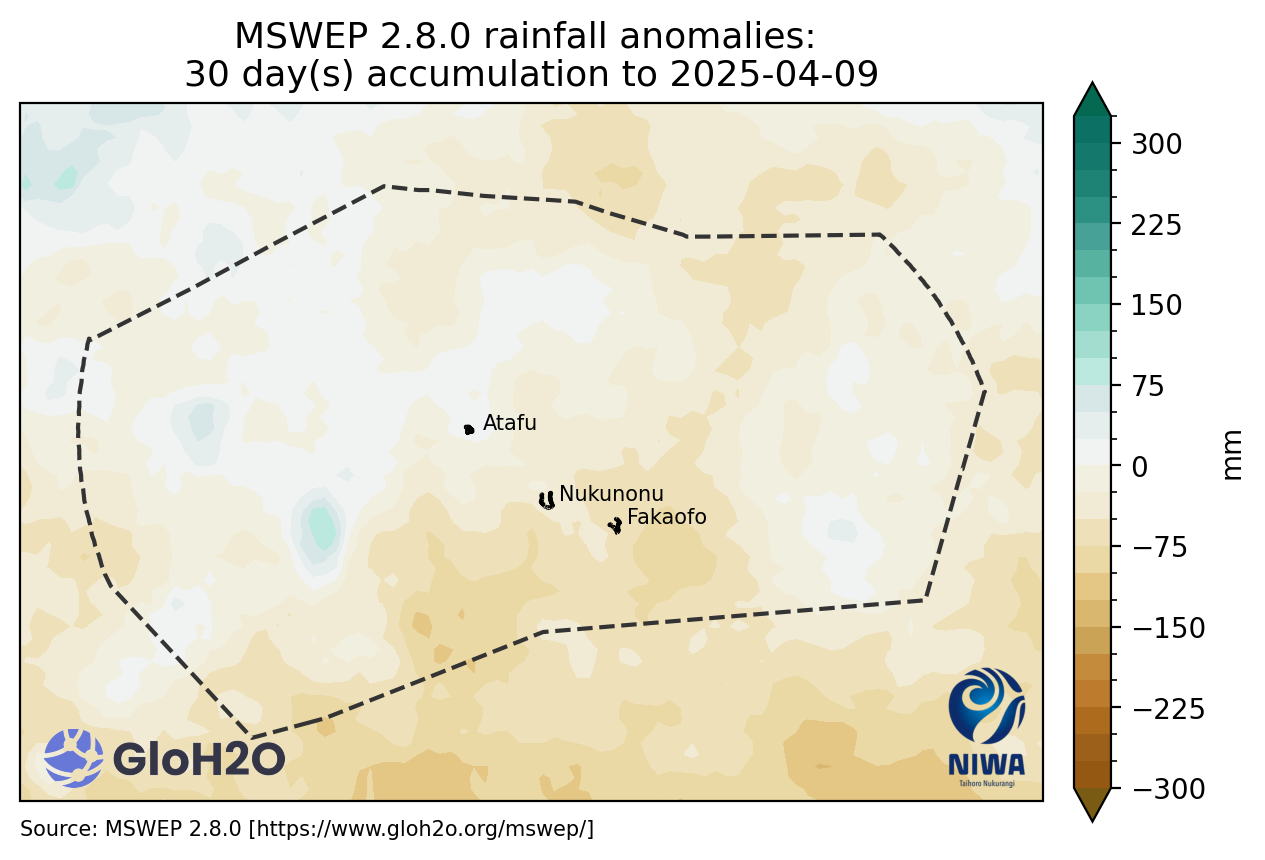 MSWEP 2.8.0 rainfall anomalies:
30 day(s) accumulation to 2025-04-09
300
225
150
75
0
−75
−150
−225
−300
mm
Atafu
Nukunonu
Fakaofo
GloH2O
NIWA
Taihoro Nukurangi
Source: MSWEP 2.8.0 [https://www.gloh2o.org/mswep/]